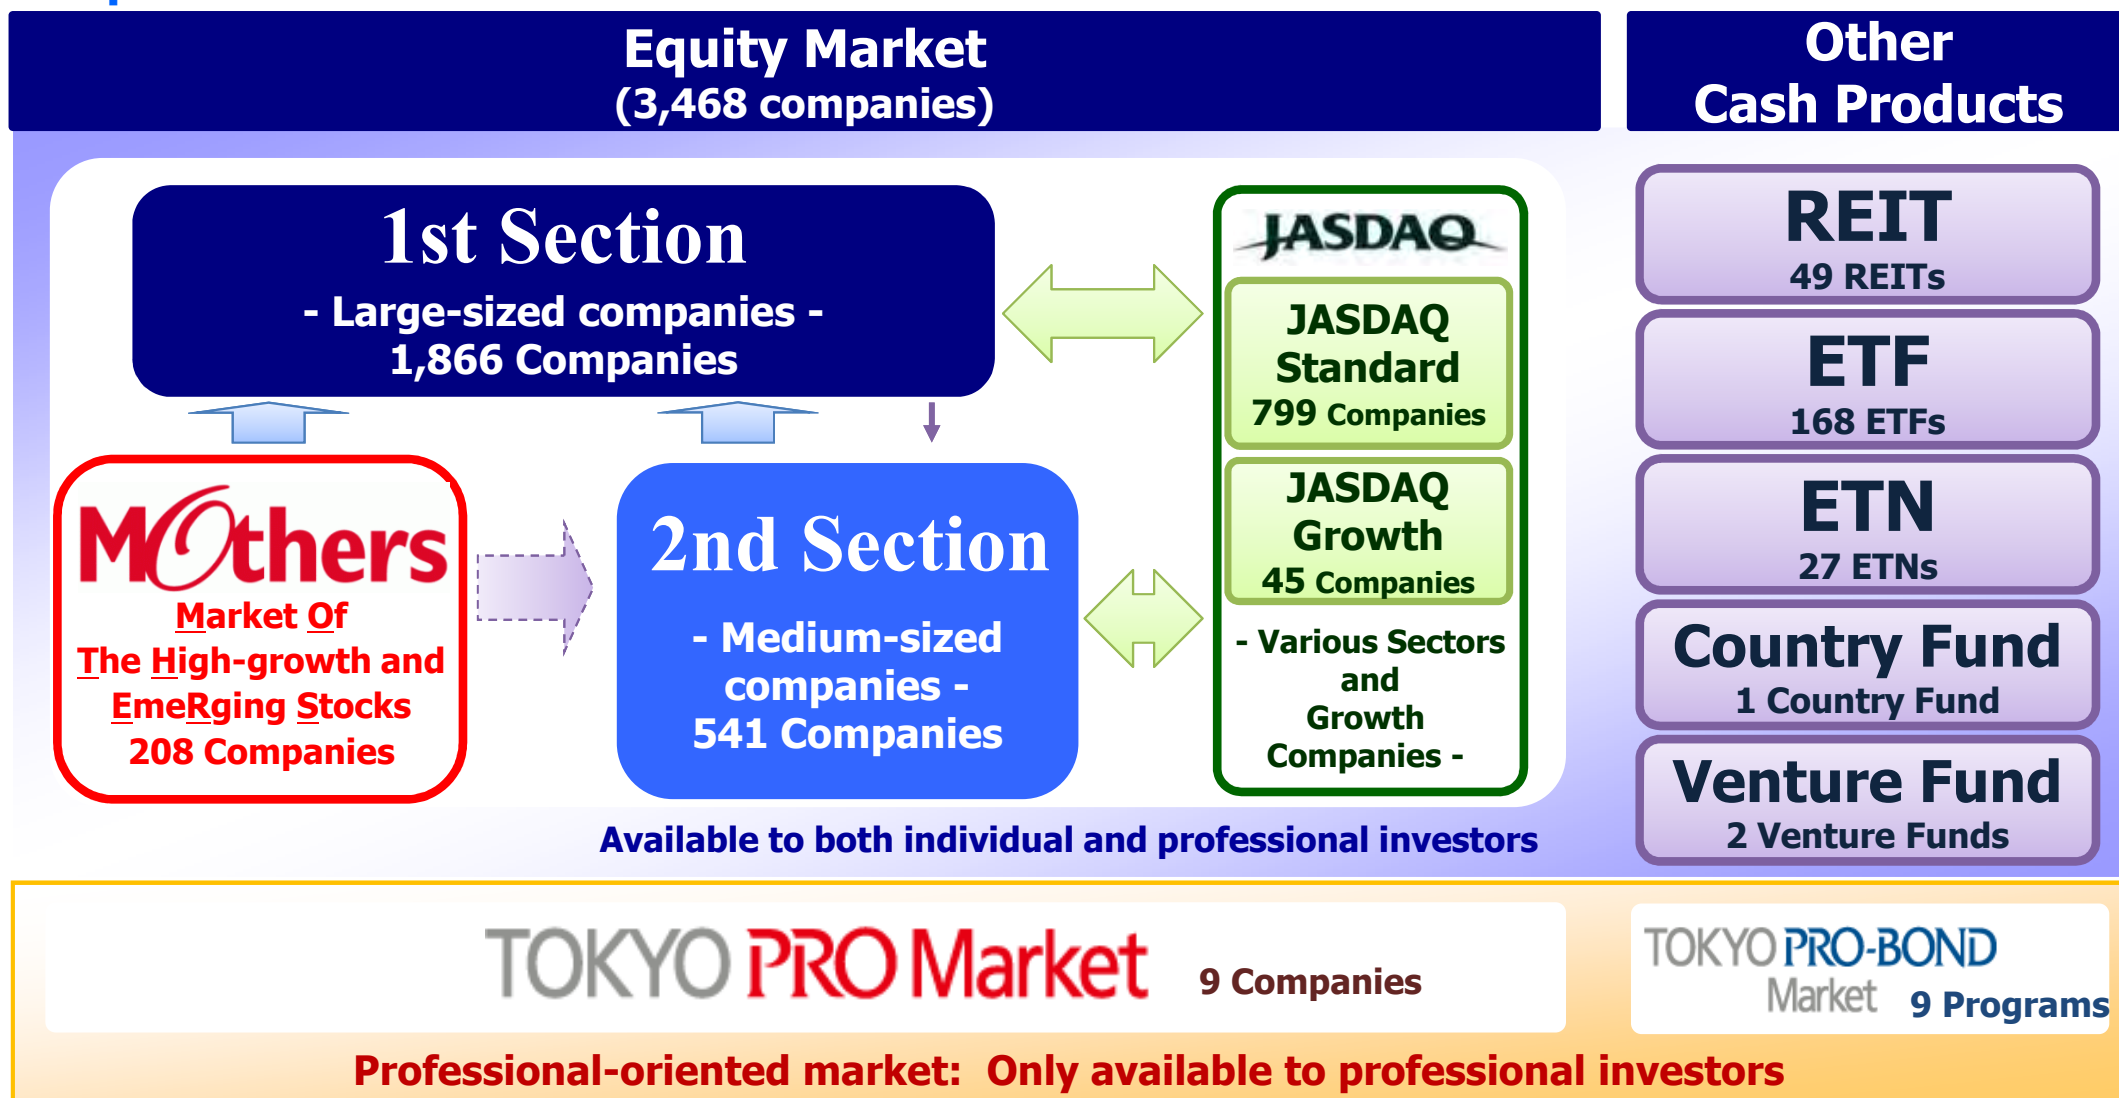 Equity Market
(3,468 companies)
Other
Cash Products
1st Section
- Large-sized companies -
1,866 Companies
JASDAQ
JASDAQ
Standard
799 Companies
JASDAQ
Growth
45 Companies
- Various Sectors
and
Growth
Companies -
MOthers
Market Of
The High-growth and
EmeRging Stocks
208 Companies
2nd Section
- Medium-sized
companies -
541 Companies
Available to both individual and professional investors
REIT
49 REITs
ETF
168 ETFs
ETN
27 ETNs
Country Fund
1 Country Fund
Venture Fund
2 Venture Funds
TOKYO PRO Market
9 Companies
TOKYO PRO-BOND
Market
9 Programs
Professional-oriented market: Only available to professional investors